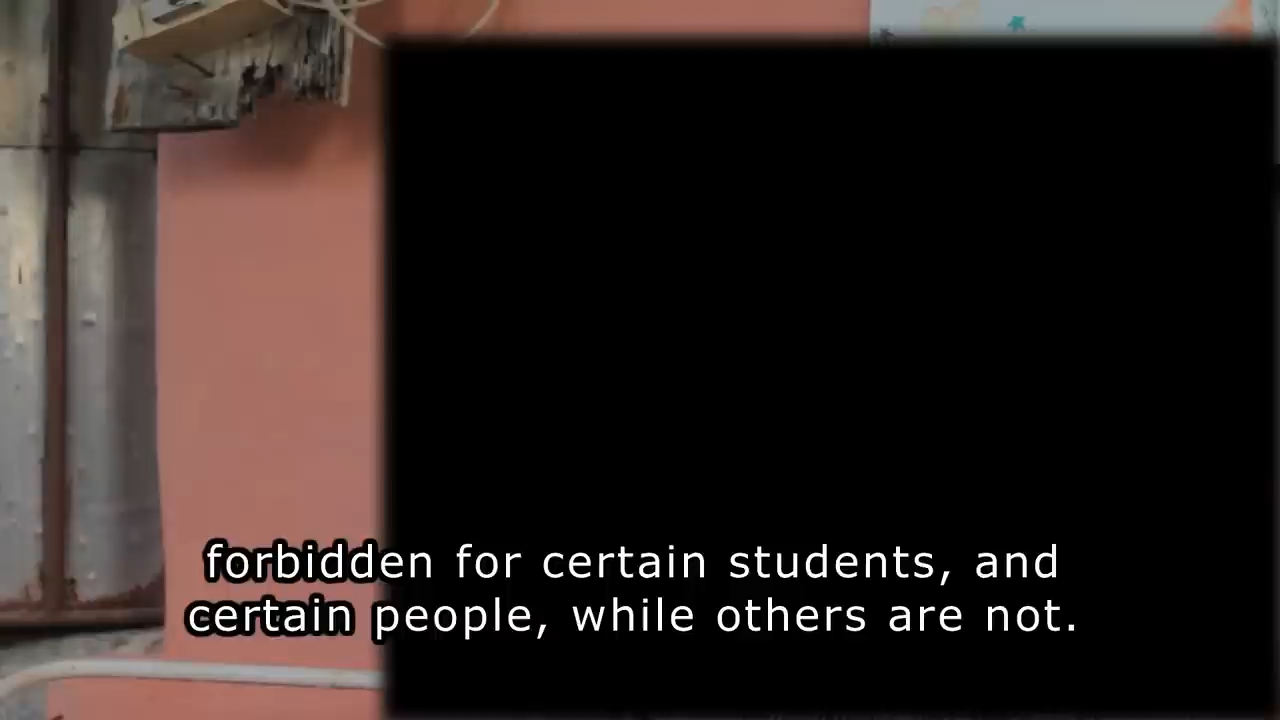 forbidden for certain students, and
certain people, while others are not.